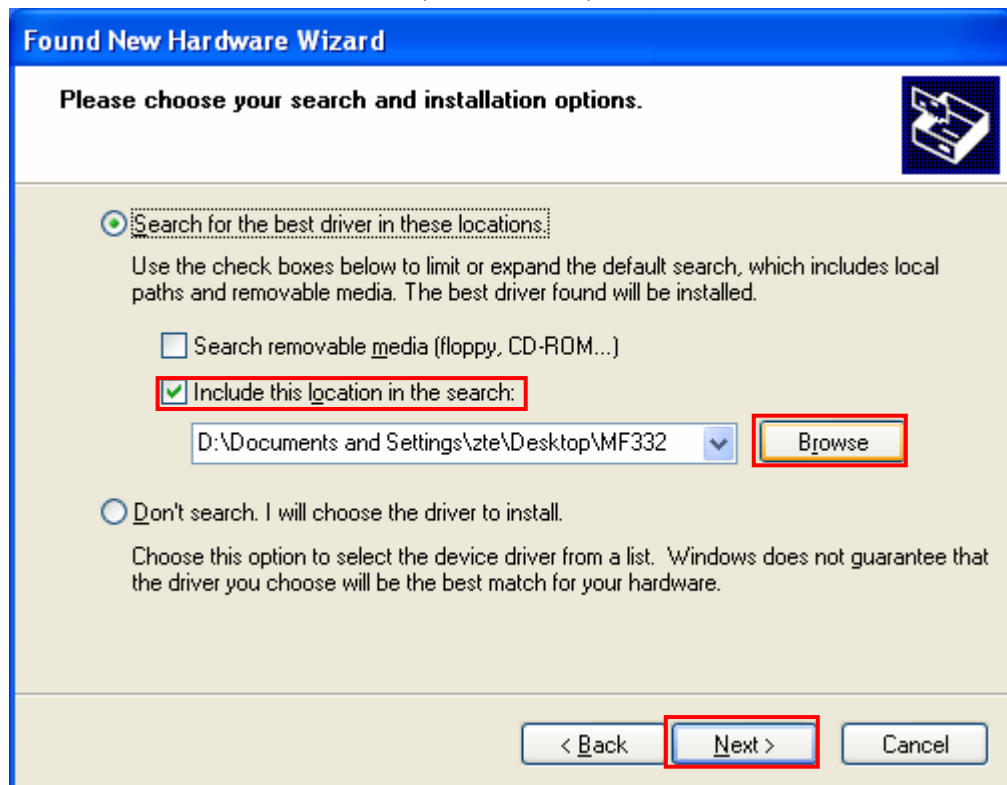 Found New Hardware Wizard
Please choose your search and installation options.
Search for the best driver in these locations.
Use the check boxes below to limit or expand the default search, which includes local
paths and removable media. The best driver found will be installed.
Search removable media (floppy, CD-ROM...)
Include this location in the search:
D:\Documents and Settings\zte\Desktop\MF332
Browse
Don't search. I will choose the driver to install.
Choose this option to select the device driver from a list. Windows does not guarantee that
the driver you choose will be the best match for your hardware.
< Back Next > Cancel